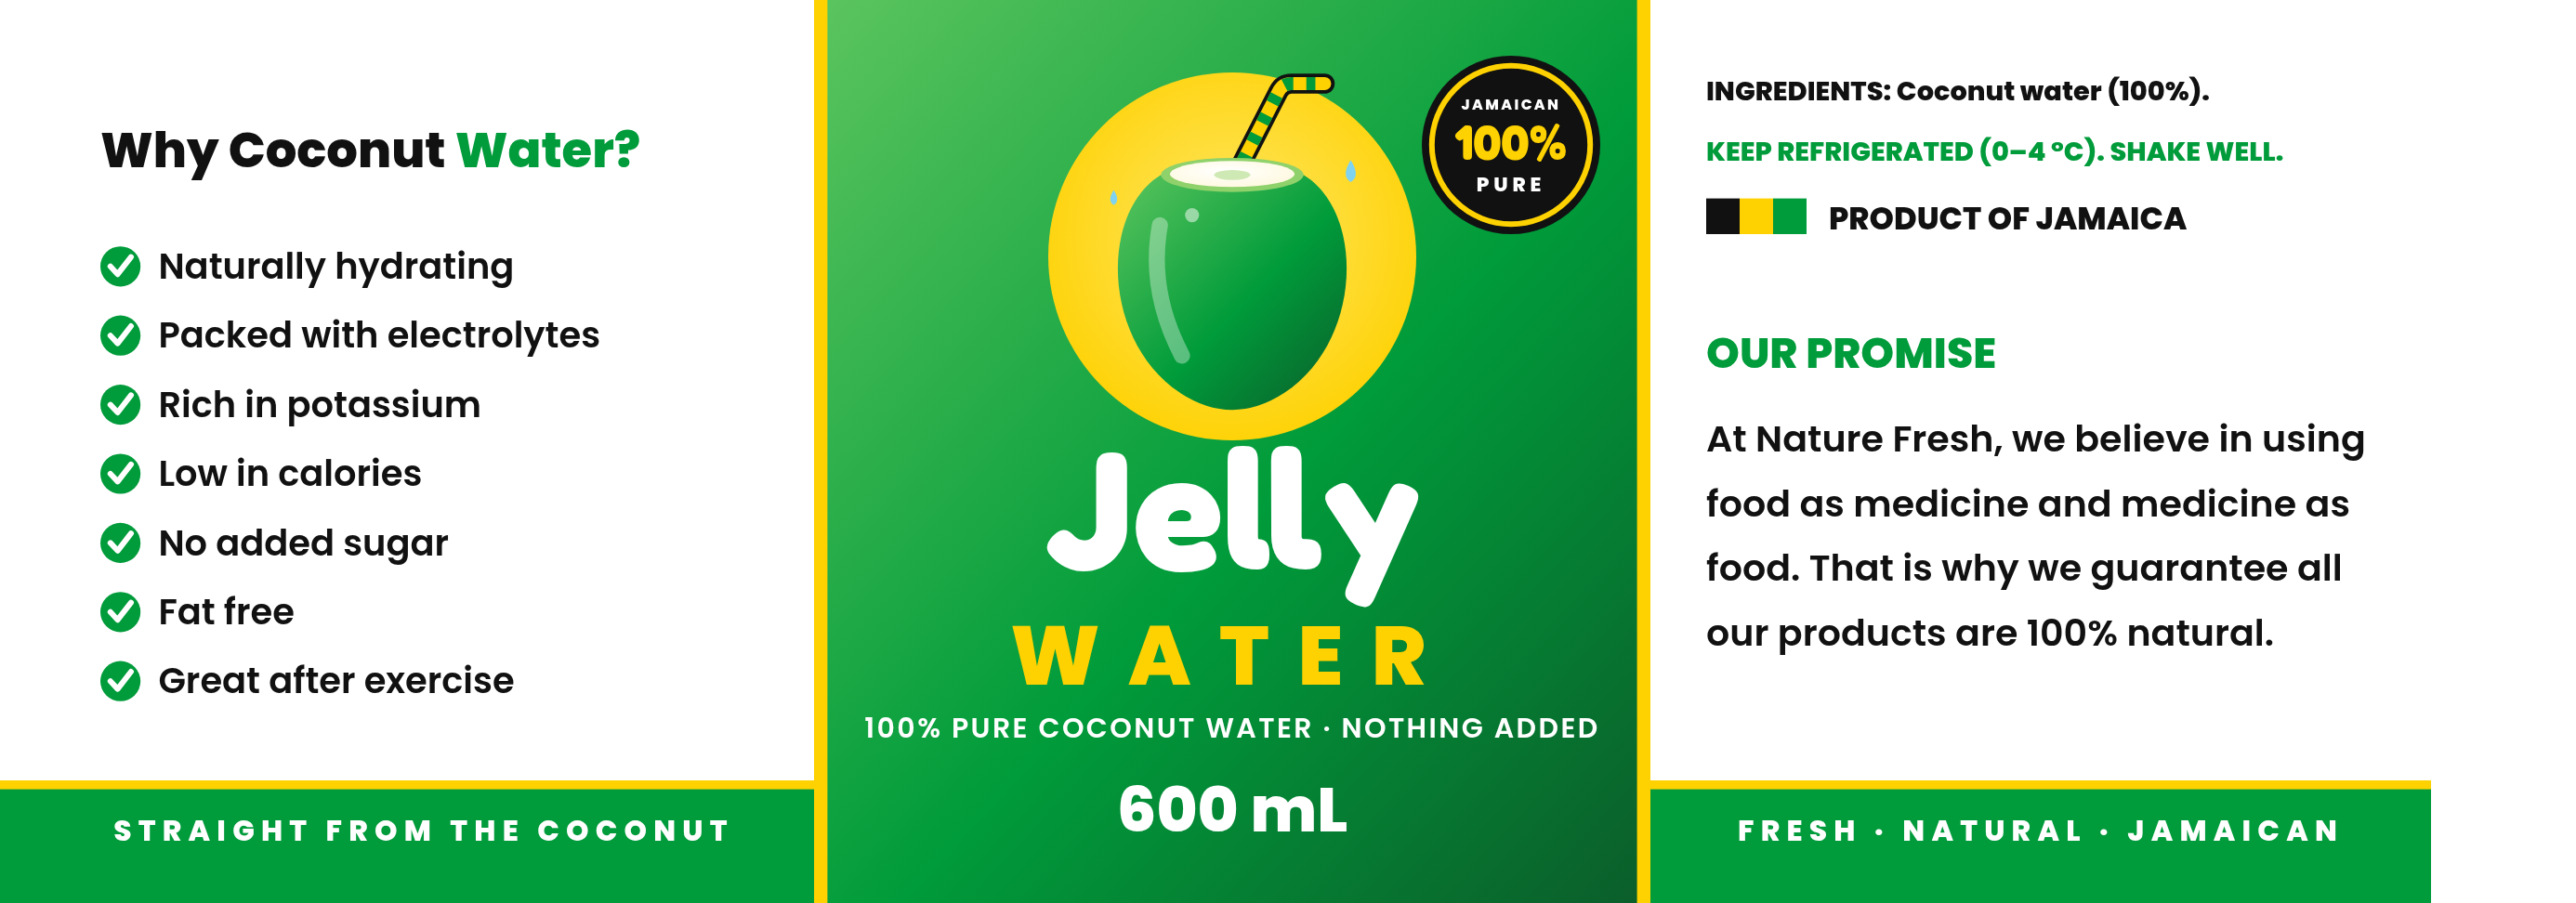 Why Coconut Water?
Naturally hydrating
Packed with electrolytes
Rich in potassium
Low in calories
No added sugar
Fat free
Great after exercise
STRAIGHT FROM THE COCONUT
JAMAICAN
100%
PURE
Jelly
WATER
100% PURE COCONUT WATER · NOTHING ADDED
600 mL
INGREDIENTS: Coconut water (100%).
KEEP REFRIGERATED (0–4 °C). SHAKE WELL.
PRODUCT OF JAMAICA
OUR PROMISE
At Nature Fresh, we believe in using
food as medicine and medicine as
food. That is why we guarantee all
our products are 100% natural.
FRESH · NATURAL · JAMAICAN